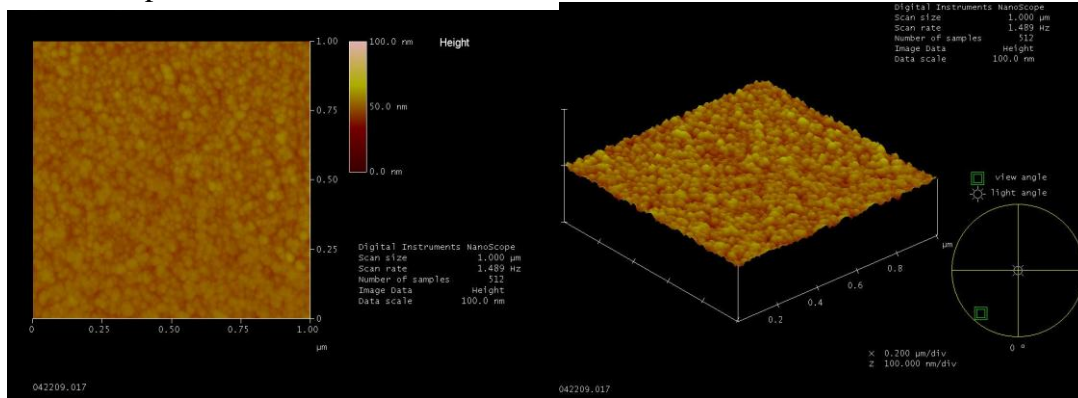 100.0 nm
Height
50.0 nm
0.0 nm
1.00
0.75
0.50
0.25
0
0
0.25
0.50
0.75
1.00
µm
Digital Instruments NanoScope
Scan size 1.000 µm
Scan rate 1.489 Hz
Number of samples 512
Image Data Height
Data scale 100.0 nm
042209.017
Digital Instruments NanoScope
Scan size 1.000 µm
Scan rate 1.489 Hz
Number of samples 512
Image Data Height
Data scale 100.0 nm
view angle
light angle
µm
0.8
0.6
0.4
0.2
X 0.200 µm/div
Z 100.000 nm/div
0 °
042209.017